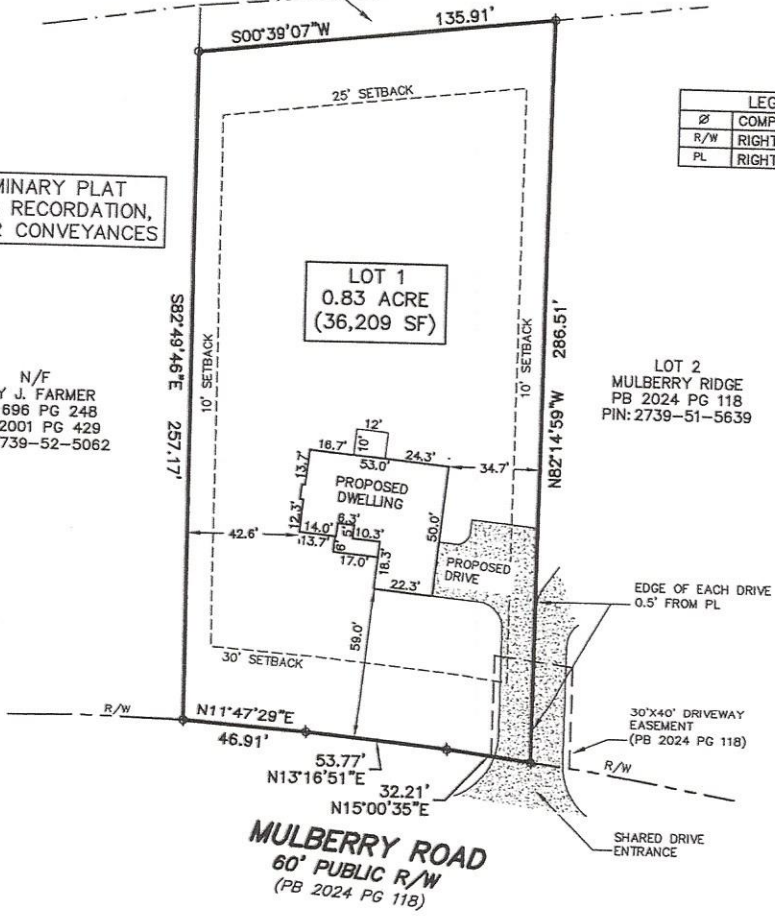 S00°39'07"W
135.91'
25' SETBACK
LEG
Ø COMP
R/W RIGHT
PL RIGHT
MINARY PLAT
RECORDATION,
CONVEYANCES
LOT 1
0.83 ACRE
(36,209 SF)
S82°49'46"E 257.17'
10' SETBACK
10' SETBACK
N82°14'59"W 286.51'
N/F
Y J. FARMER
696 PG 248
2001 PG 429
739-52-5062
LOT 2
MULBERRY RIDGE
PB 2024 PG 118
PIN: 2739-51-5639
12'
10'
16.7'
53.0'
24.3'
34.7'
13.7'
PROPOSED
DWELLING
12.3'
50.0'
42.6'
14.0'
6.3'
5'
10.3'
13.7'
6'
17.0'
18.3'
PROPOSED
DRIVE
22.3'
59.0'
EDGE OF EACH DRIVE
0.5' FROM PL
30' SETBACK
R/W
N11°47'29"E
46.91'
53.77'
N13°16'51"E
32.21'
N15°00'35"E
30'X40' DRIVEWAY
EASEMENT
(PB 2024 PG 118)
R/W
SHARED DRIVE
ENTRANCE
MULBERRY ROAD
60' PUBLIC R/W
(PB 2024 PG 118)